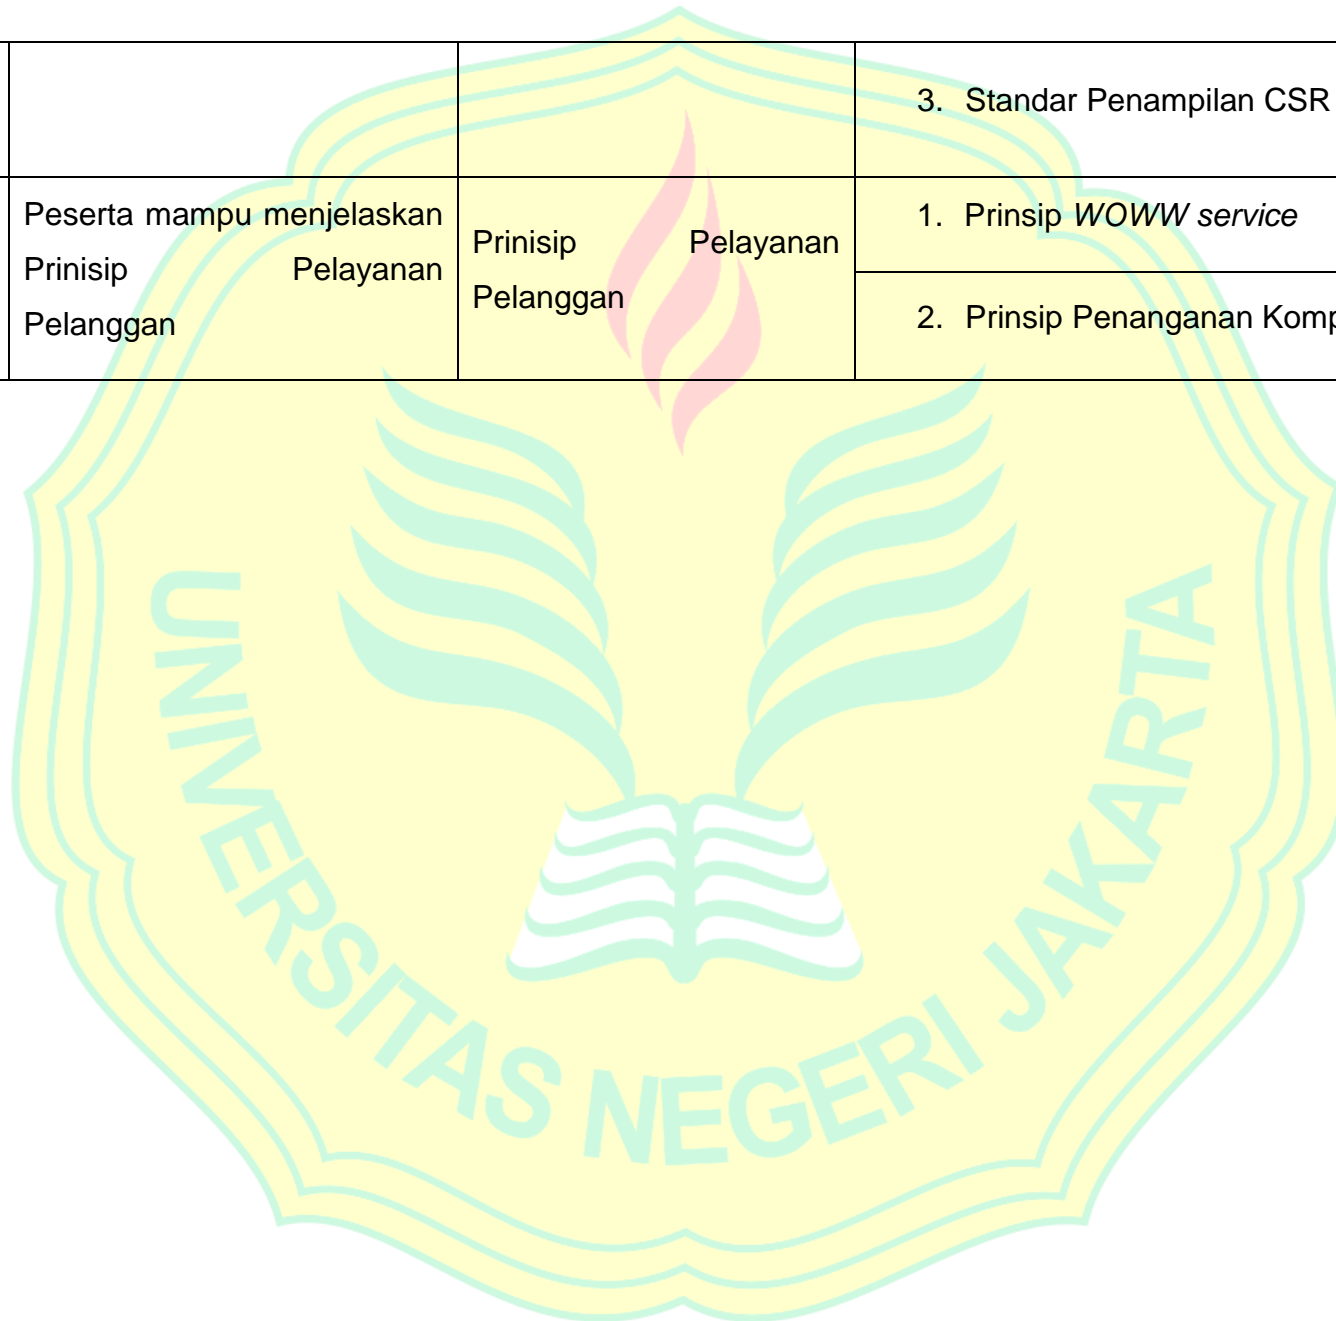 3. Standar Penampilan CSR
Peserta mampu menjelaskan
Prinisip Pelayanan
Pelanggan
Prinisip Pelayanan
Pelanggan
1. Prinsip WOWW service
2. Prinsip Penanganan
UNIVERSITAS NEGERI JAKARTA